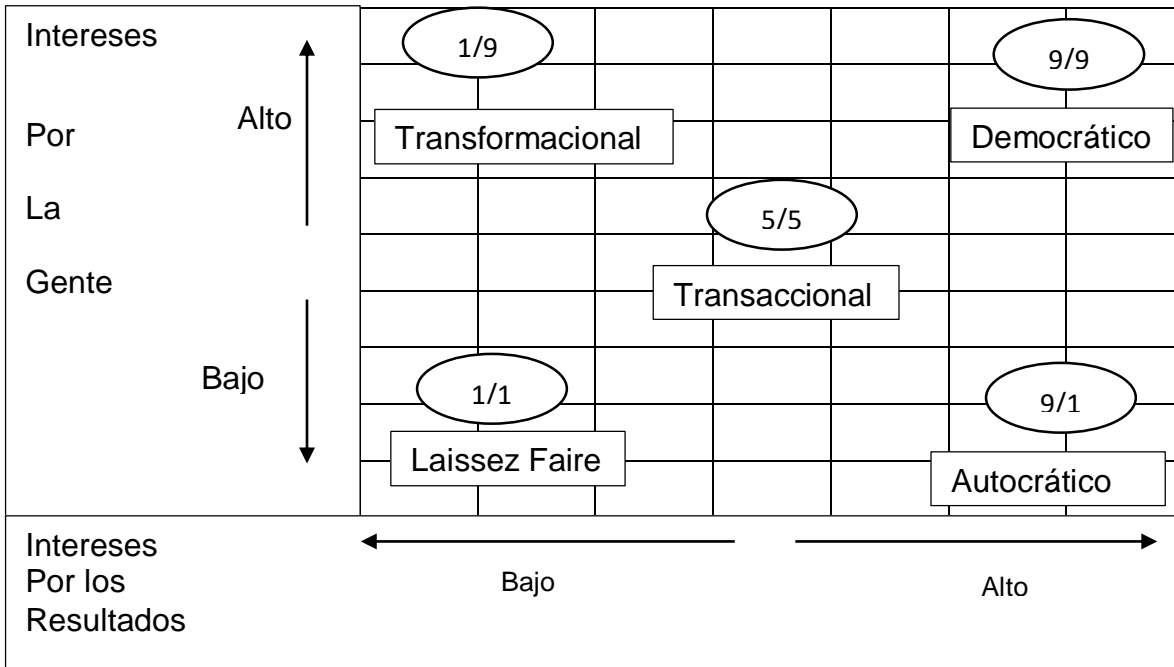 Intereses
Por
La
Gente
Alto
Bajo
1/9
Transformacional
9/9
Democrático
5/5
Transaccional
1/1
Laissez Faire
9/1
Autocrático
Intereses
Por los
Resultados
Bajo
Alto